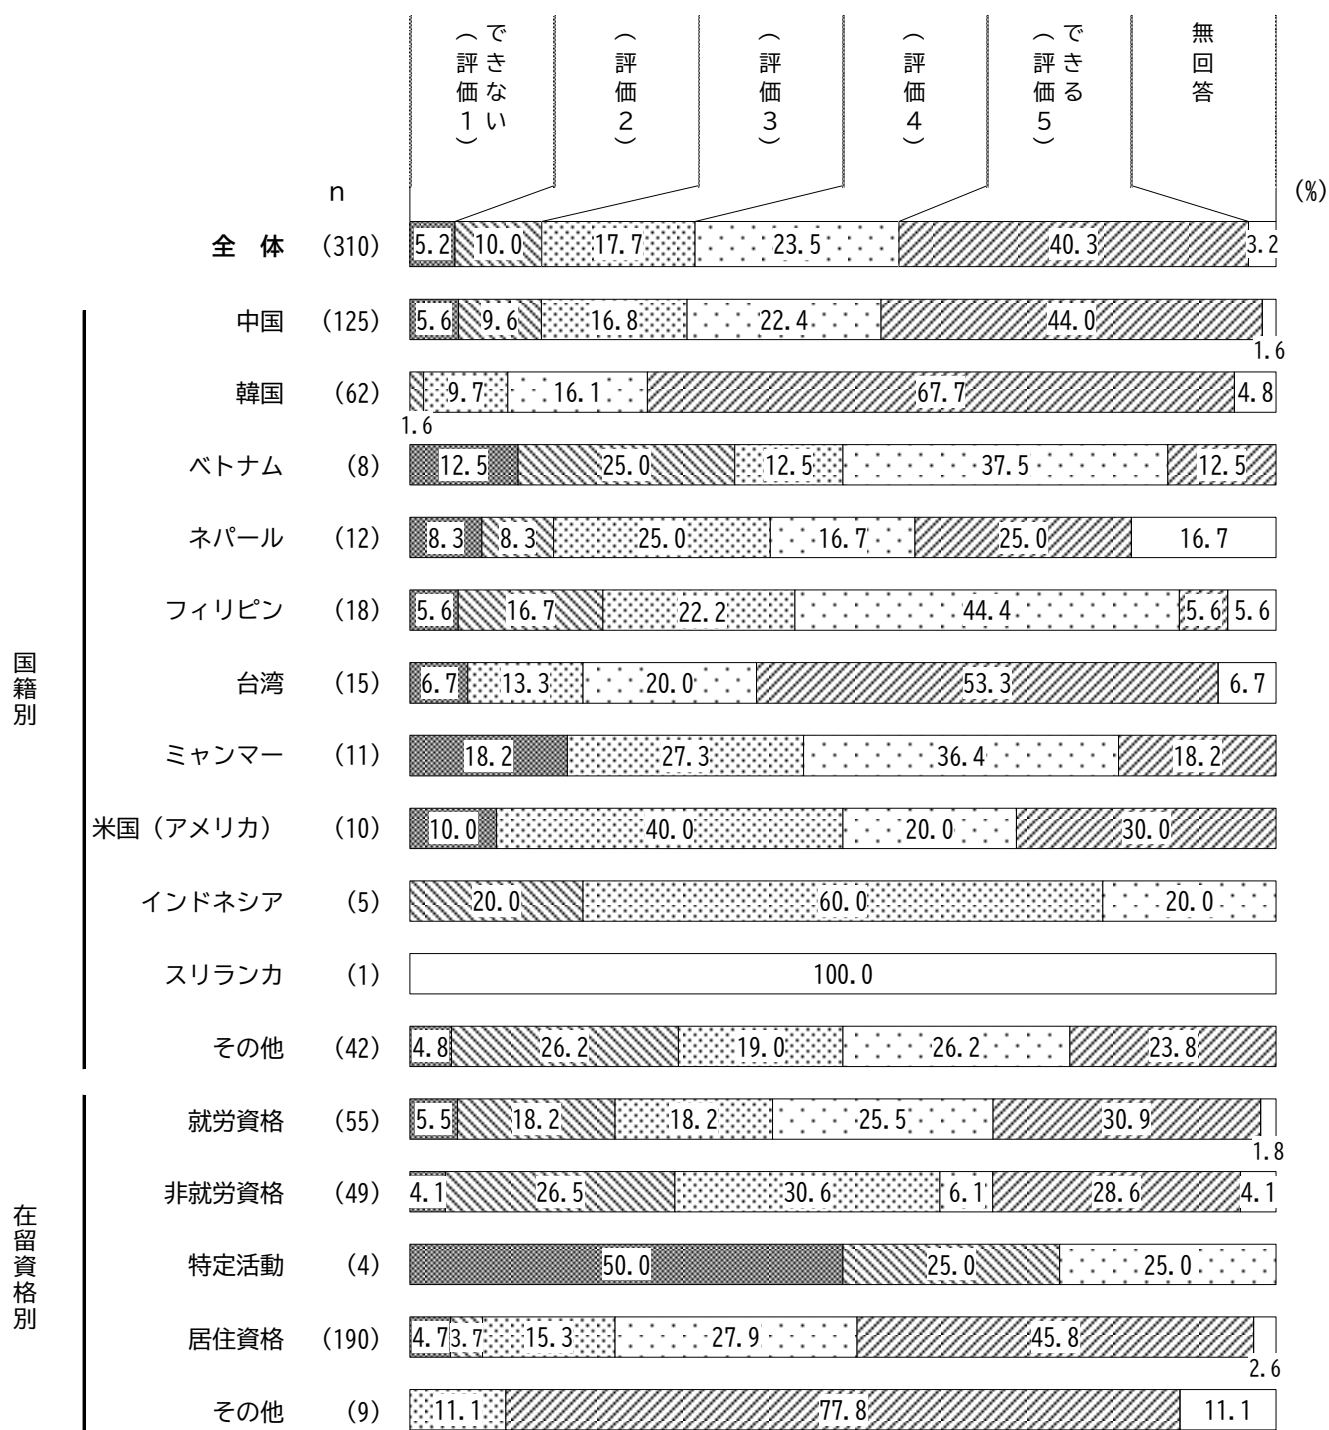 できない（評価１）
（評価２）
（評価３）
（評価４）
できる（評価５）
無回答
n
(%)
全　体 (310) 5.2 10.0 17.7 23.5 40.3 3.2
国籍別
中国 (125) 5.6 9.6 16.8 22.4 44.0 1.6
韓国 (62) 1.6 9.7 16.1 67.7 4.8
ベトナム (8) 12.5 25.0 12.5 37.5 12.5
ネパール (12) 8.3 8.3 25.0 16.7 25.0 16.7
フィリピン (18) 5.6 16.7 22.2 44.4 5.6 5.6
台湾 (15) 6.7 13.3 20.0 53.3 6.7
ミャンマー (11) 18.2 27.3 36.4 18.2
米国（アメリカ） (10) 10.0 40.0 20.0 30.0
インドネシア (5) 20.0 60.0 20.0
スリランカ (1) 100.0
その他 (42) 4.8 26.2 19.0 26.2 23.8
在留資格別
就労資格 (55) 5.5 18.2 18.2 25.5 30.9 1.8
非就労資格 (49) 4.1 26.5 30.6 6.1 28.6 4.1
特定活動 (4) 50.0 25.0 25.0
居住資格 (190) 4.7 3.7 15.3 27.9 45.8 2.6
その他 (9) 11.1 77.8 11.1